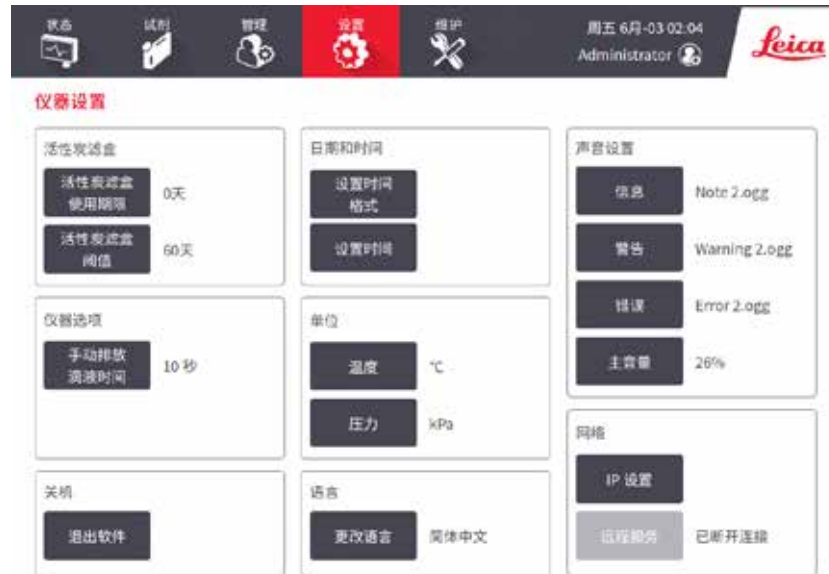 状态 试剂 管理 设置 维护 周五 6月-03 02:04
Administrator
Leica
仪器设置
活性炭滤盒
活性炭滤盒
使用期限
0天
活性炭滤盒
阈值
60天
日期和时间
设置时间
格式
设置时间
声音设置
信息 Note 2.ogg
警告 Warning 2.ogg
错误 Error 2.ogg
主音量 26%
仪器选项
手动排放
滴液时间
10 秒
单位
温度 ℃
压力 kPa
网络
IP 设置
远程服务 已断开连接
关机
退出软件
语言
更改语言 简体中文